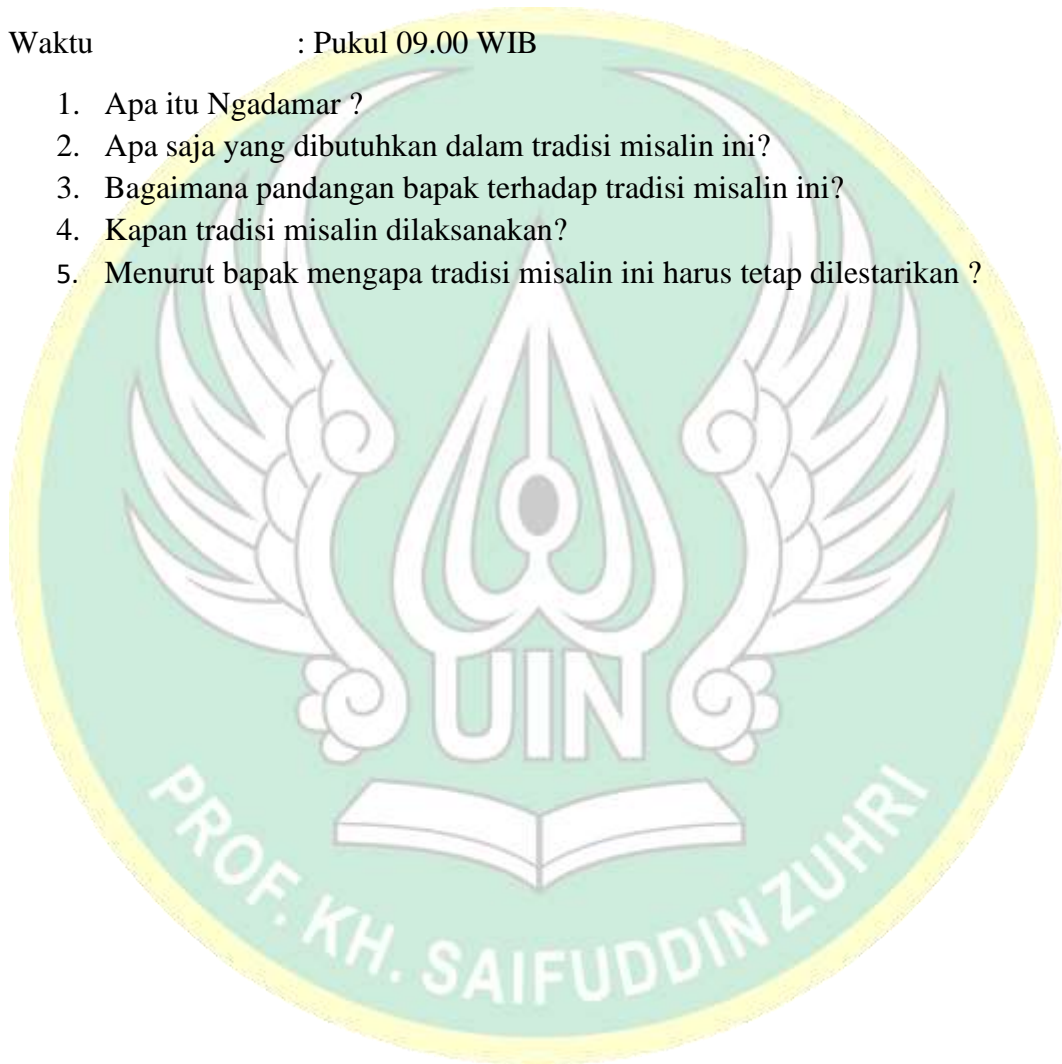 Waktu : Pukul 09.00 WIB
1. Apa itu Ngadamar ?
2. Apa saja yang dibutuhkan dalam tradisi misalin ini?
3. Bagaimana pandangan bapak terhadap tradisi misalin ini?
4. Kapan tradisi misalin dilaksanakan?
5. Menurut bapak mengapa tradisi misalin ini harus tetap dilestarikan ?
UIN
PROF. KH. SAIFUDDIN ZUHRI